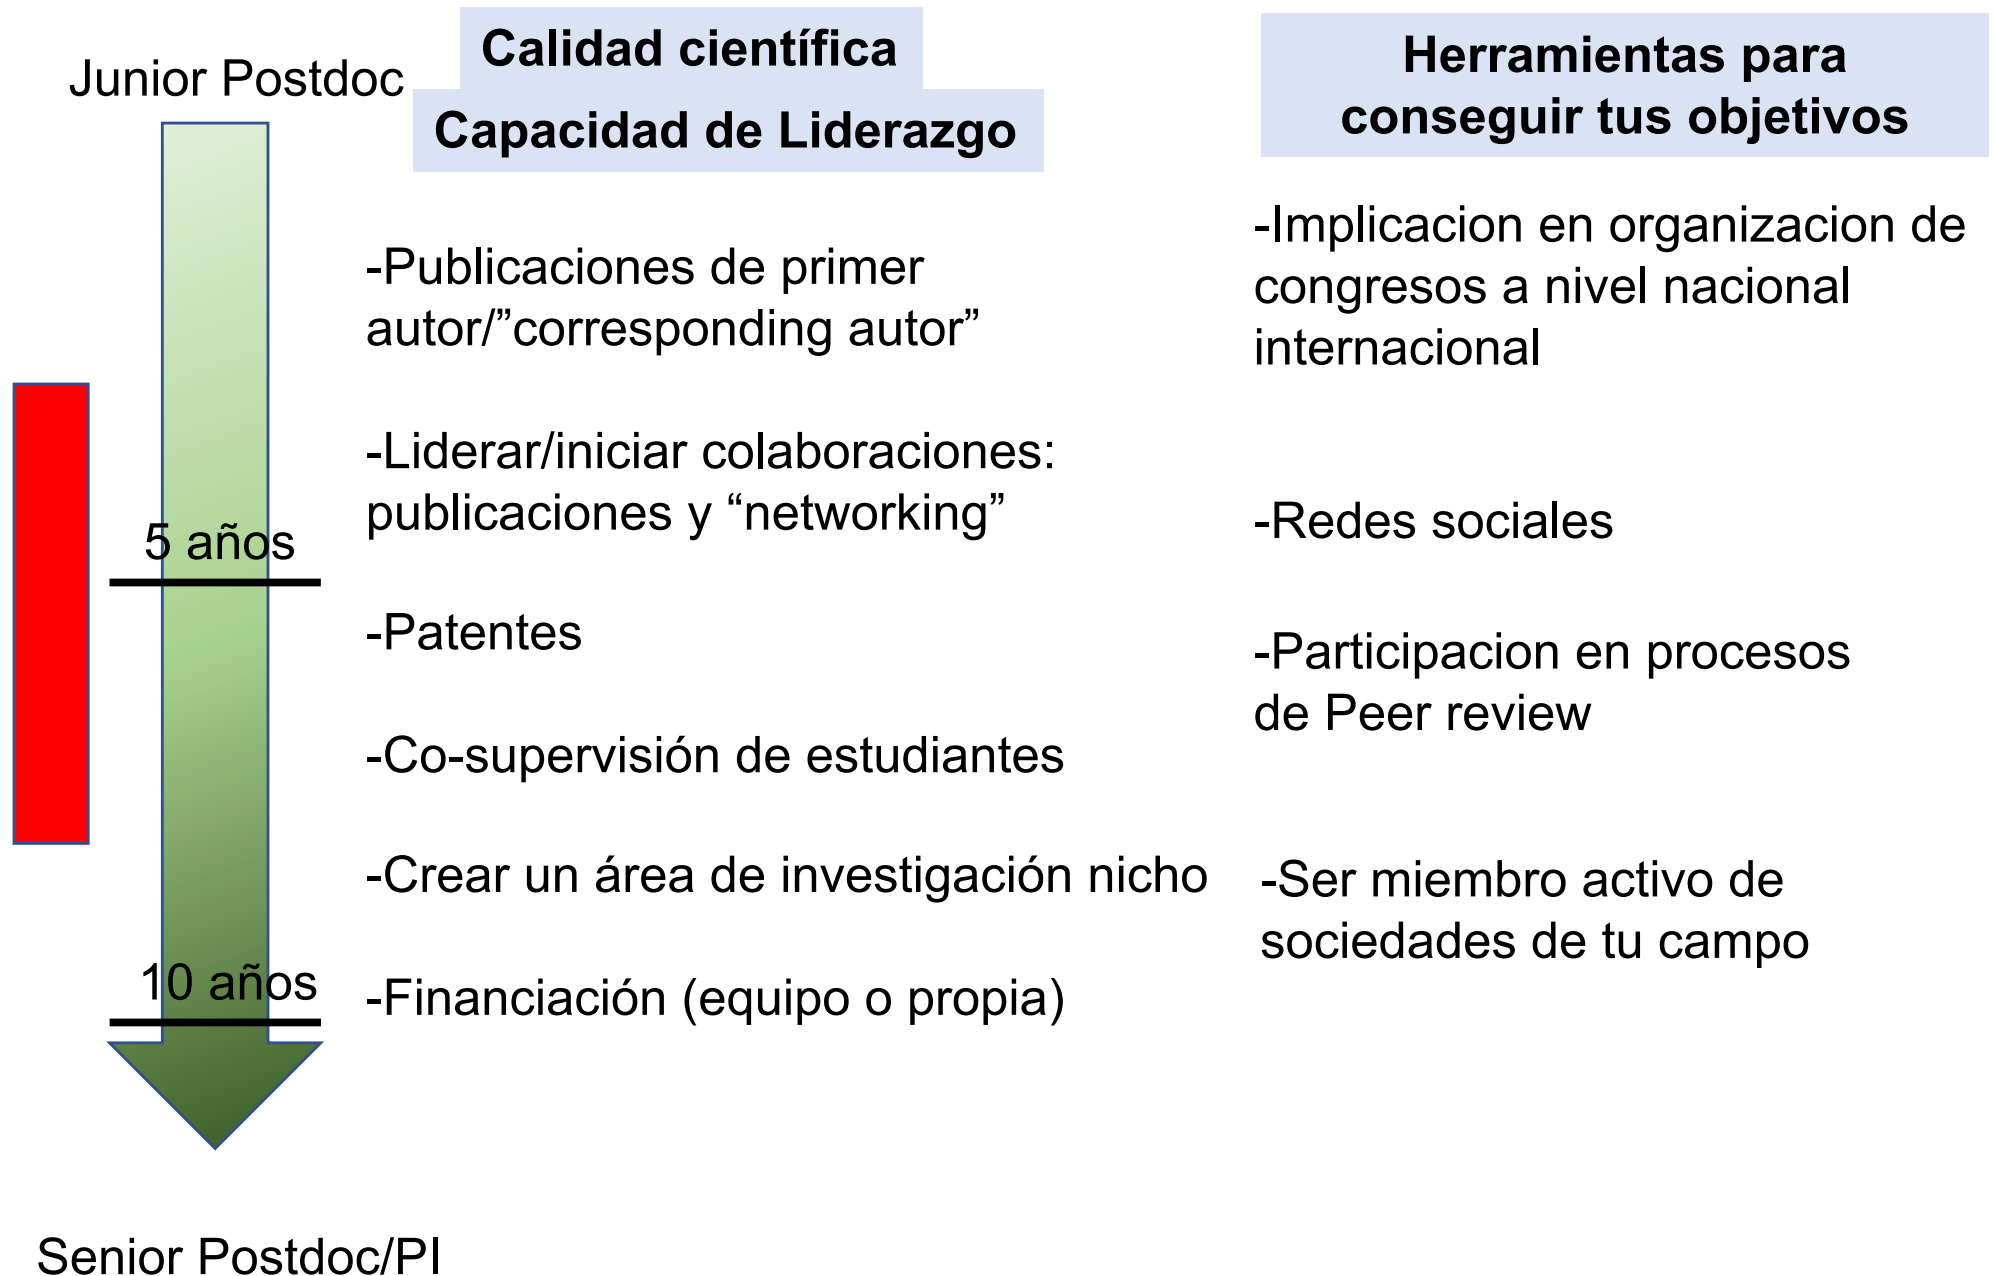 Junior Postdoc
Calidad científica
Capacidad de Liderazgo
-Publicaciones de primer
autor/”corresponding autor”
-Liderar/iniciar colaboraciones:
publicaciones y “networking”
5 años
-Patentes
-Co-supervisión de estudiantes
-Crear un área de investigación nicho
10 años
-Financiación (equipo o propia)
Senior Postdoc/PI
Herramientas para
conseguir tus objetivos
-Implicacion en organizacion de
congresos a nivel nacional
internacional
-Redes sociales
-Participacion en procesos
de Peer review
-Ser miembro activo de
sociedades de tu campo